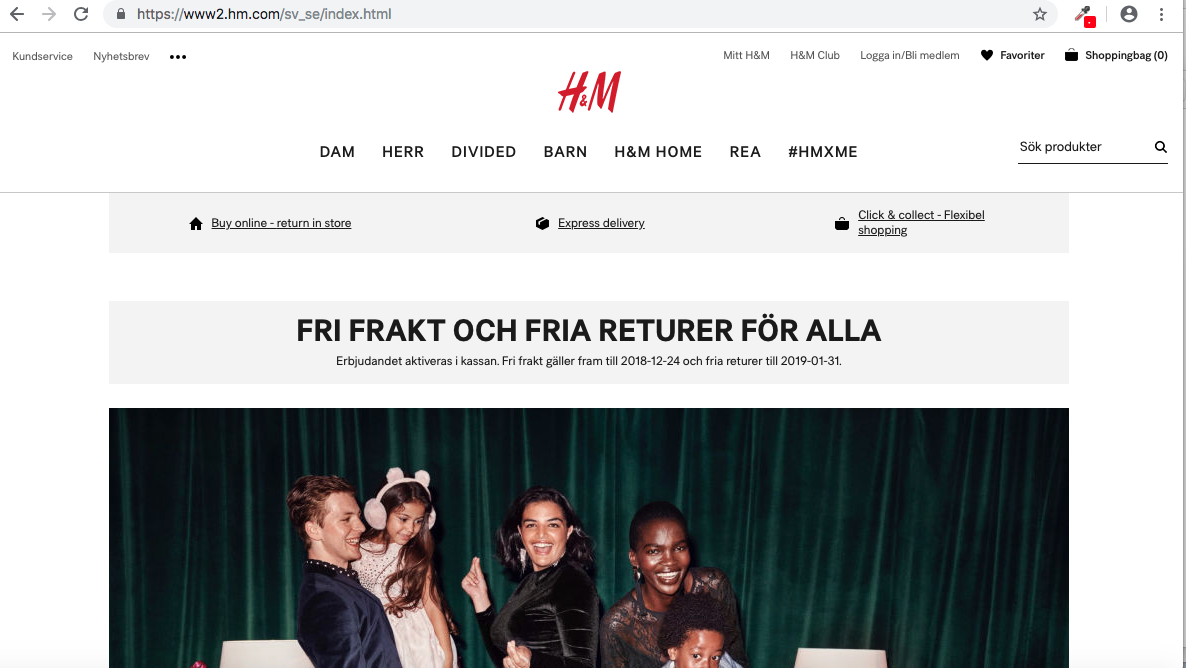 https://www2.hm.com/sv_se/index.html
Kundservice Nyhetsbrev ••• Mitt H&M H&M Club Logga in/Bli medlem Favoriter Shoppingbag (0)
H&M
DAM HERR DIVIDED BARN H&M HOME REA #HMXME Sök produkter
Buy online - return in store Express delivery Click & collect - Flexibel
shopping
FRI FRAKT OCH FRIA RETURER FÖR ALLA
Erbjudandet aktiveras i kassan. Fri frakt gäller fram till 2018-12-24 och fria returer till 2019-01-31.